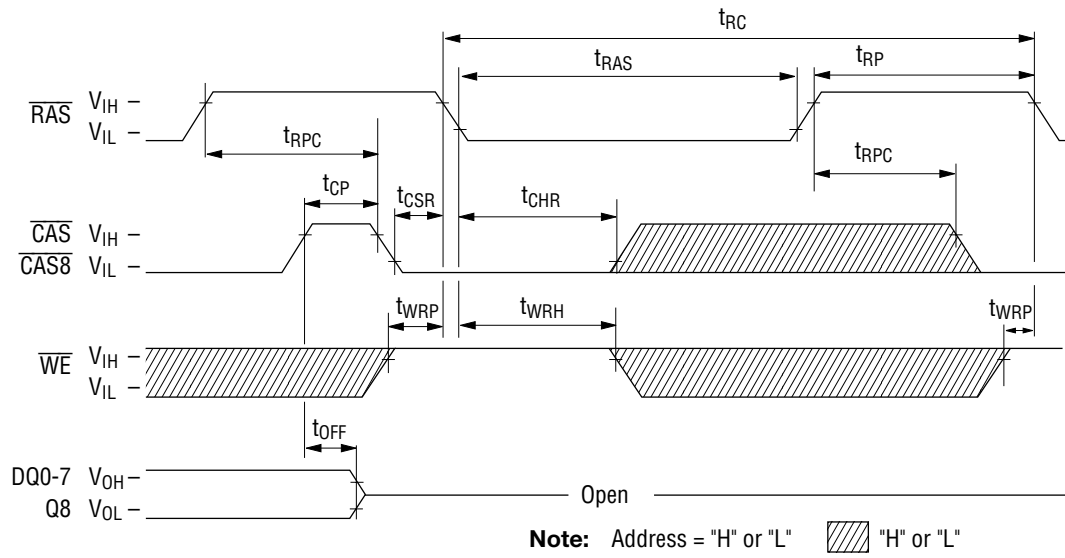 tRC
tRAS
tRP
RAS
VIH
VIL
tRPC
tRPC
tCP
tCSR
tCHR
CAS
CAS8
VIH
VIL
tWRP
tWRH
tWRP
WE
VIH
VIL
tOFF
DQ0-7
Q8
VOH
VOL
Open
Note: Address = "H" or "L" "H" or "L"